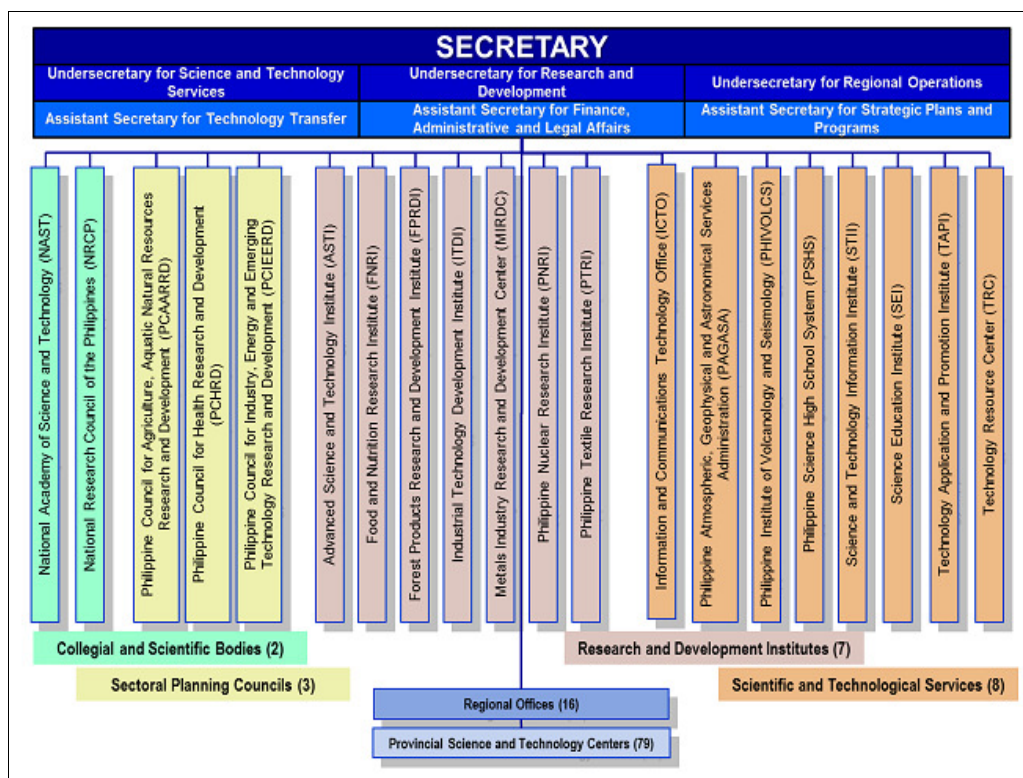 SECRETARY
Undersecretary for Science and Technology
Services
Undersecretary for Research and
Development
Undersecretary for Regional Operations
Assistant Secretary for Technology Transfer
Assistant Secretary for Finance,
Administrative and Legal Affairs
Assistant Secretary for Strategic Plans and
Programs
National Academy of Science and Technology (NAST)
National Research Council of the Philippines (NRCP)
Philippine Council for Agriculture, Aquatic Natural Resources
Research and Development (PCAARRD)
Philippine Council for Health Research and Development
(PCHRD)
Philippine Council for Industry, Energy and Emerging
Technology Research and Development (PCIEERD)
Advanced Science and Technology Institute (ASTI)
Food and Nutrition Research Institute (FNRI)
Forest Products Research and Development Institute (FPRDI)
Industrial Technology Development Institute (ITDI)
Metals Industry Research and Development Center (MIRDC)
Philippine Nuclear Research Institute (PNRI)
Philippine Textile Research Institute (PTRI)
Information and Communications Technology Office (ICTO)
Philippine Atmospheric, Geophysical and Astronomical Services
Administration (PAGASA)
Philippine Institute of Volcanology and Seismology (PHIVOLCS)
Philippine Science High School System (PSHS)
Science and Technology Information Institute (STII)
Science Education Institute (SEI)
Technology Application and Promotion Institute (TAPI)
Technology Resource Center (TRC)
Collegial and Scientific Bodies (2)
Research and Development Institutes (7)
Sectoral Planning Councils (3)
Scientific and Technological Services (8)
Regional Offices (16)
Provincial Science and Technology Centers (79)